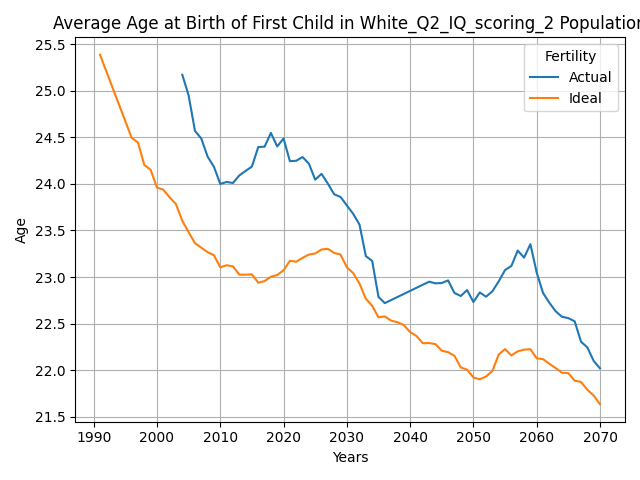 Average Age at Birth of First Child in White_Q2_IQ_scoring_2 Population
25.5
25.0
24.5
24.0
23.5
23.0
22.5
22.0
21.5
Age
Fertility
Actual
Ideal
1990 2000 2010 2020 2030 2040 2050 2060 2070
Years